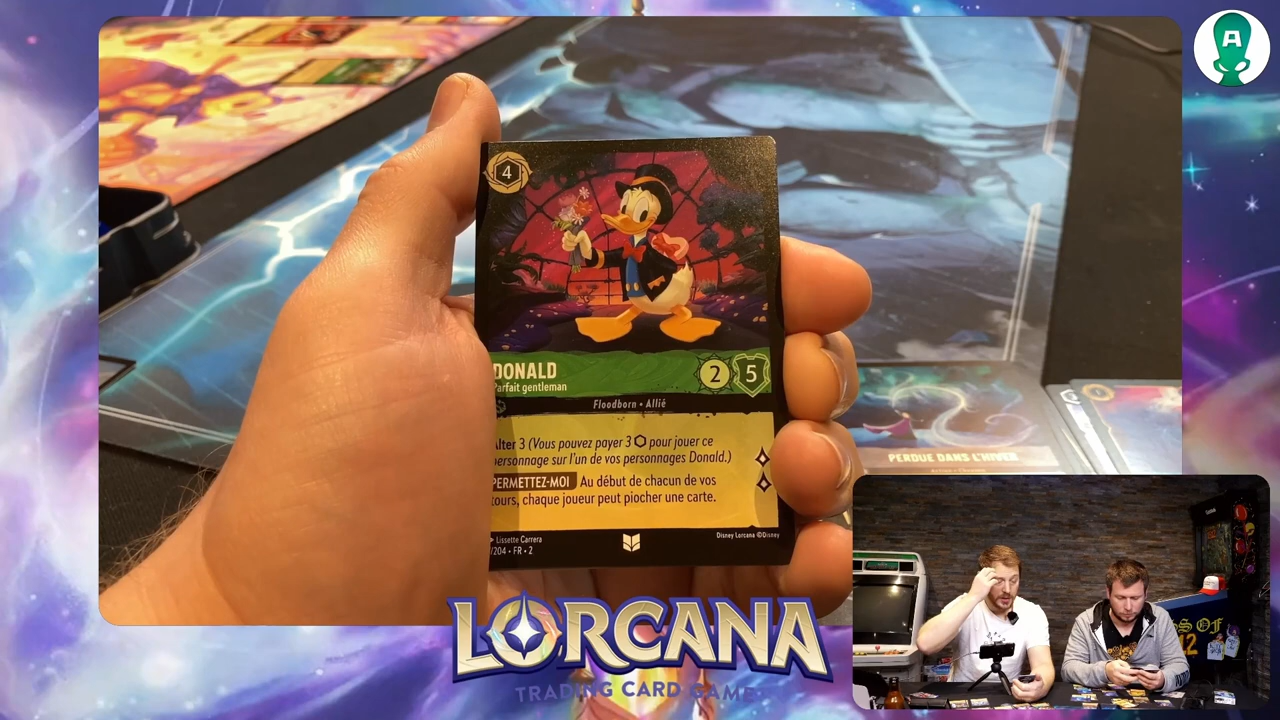 A
4
DONALD
Parfait gentleman
2
5
Floodborn • Allié
Alter 3 (Vous pouvez payer 3 pour jouer ce
personnage sur l'un de vos personnages Donald.)
PERMETTEZ-MOI Au début de chacun de vos
tours, chaque joueur peut piocher une carte.
Lissette Carrera
Disney Lorcana ©Disney
/204 • FR • 2
PERDUE DANS L'HIVER
LORCANA
TRADING CARD GAME